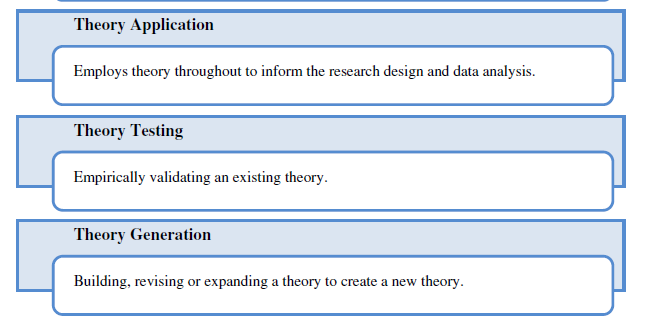 Theory Application
Employs theory throughout to inform the research design and data analysis.
Theory Testing
Empirically validating an existing theory.
Theory Generation
Building, revising or expanding a theory to create a new theory.